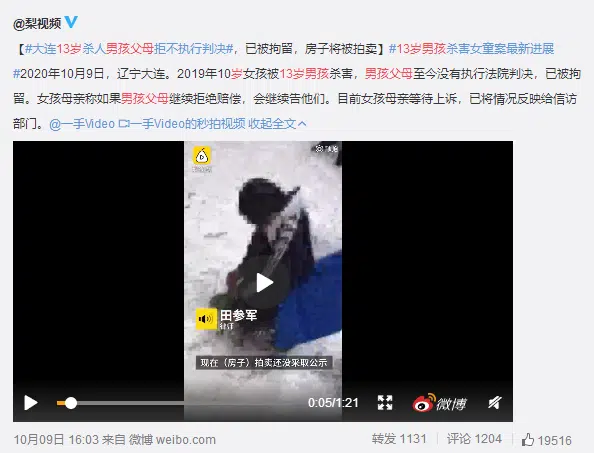 @梨视频
【#大连13岁杀人男孩父母拒不执行判决#，已被拘留，房子将被拍卖】#13岁男孩杀害女童案最新进展
#2020年10月9日，辽宁大连。2019年10岁女孩被13岁男孩杀害，男孩父母至今没有执行法院判决，已被拘
留。女孩母亲称如果男孩父母继续拒绝赔偿，会继续告他们。目前女孩母亲等待上诉，已将情况反映给信访
部门。@一手Video 一手Video的秒拍视频 收起全文
田参军
现在（房子）拍卖还没采取公示
0:05/1:21
微博
10月09日 16:03 来自 微博 weibo.com
转发 1131 评论 1204 19516